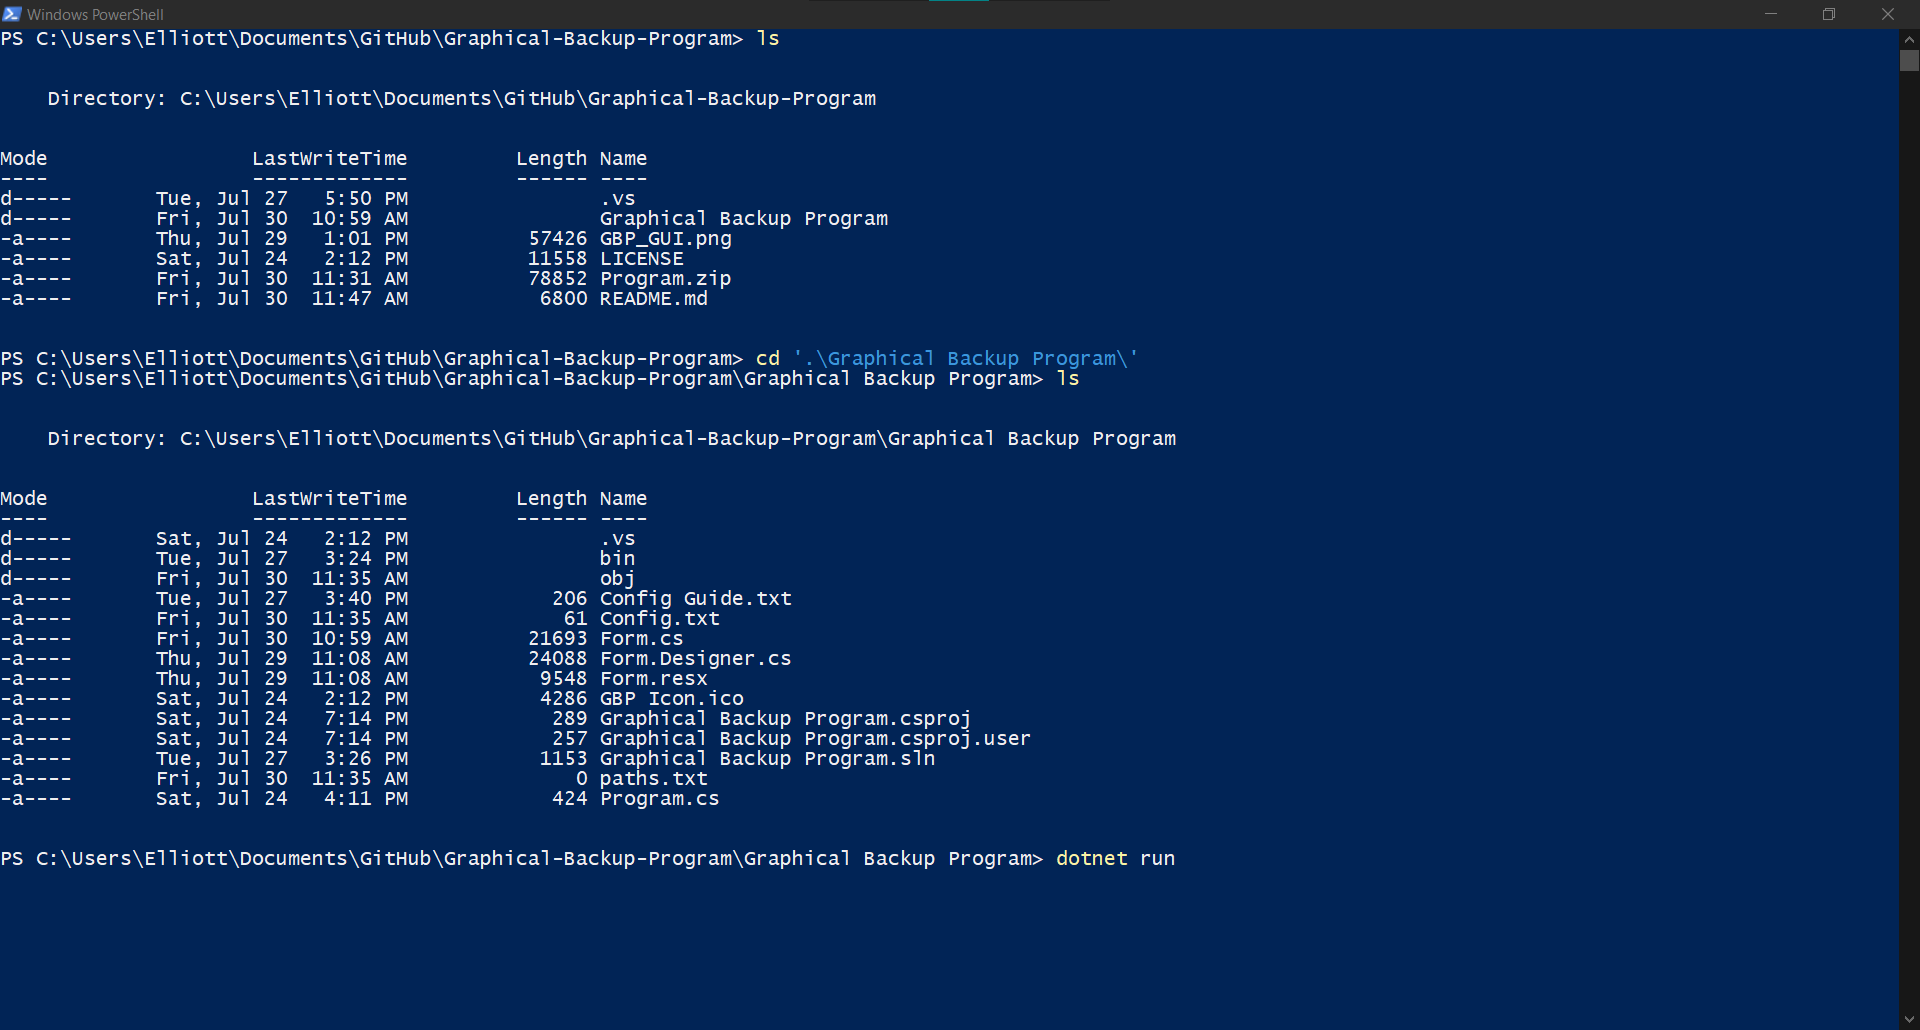 Windows PowerShell
PS C:\Users\Elliott\Documents\GitHub\Graphical-Backup-Program> ls
    Directory: C:\Users\Elliott\Documents\GitHub\Graphical-Backup-Program
Mode                 LastWriteTime         Length Name
----                 -------------         ------ ----
d-----       Tue, Jul 27   5:50 PM                .vs
d-----       Fri, Jul 30  10:59 AM                Graphical Backup Program
-a----       Thu, Jul 29   1:01 PM          57426 GBP_GUI.png
-a----       Sat, Jul 24   2:12 PM          11558 LICENSE
-a----       Fri, Jul 30  11:31 AM          78852 Program.zip
-a----       Fri, Jul 30  11:47 AM           6800 README.md
PS C:\Users\Elliott\Documents\GitHub\Graphical-Backup-Program> cd '.\Graphical Backup Program\'
PS C:\Users\Elliott\Documents\GitHub\Graphical-Backup-Program\Graphical Backup Program> ls
    Directory: C:\Users\Elliott\Documents\GitHub\Graphical-Backup-Program\Graphical Backup Program
Mode                 LastWriteTime         Length Name
----                 -------------         ------ ----
d-----       Sat, Jul 24   2:12 PM                .vs
d-----       Tue, Jul 27   3:24 PM                bin
d-----       Fri, Jul 30  11:35 AM                obj
-a----       Tue, Jul 27   3:40 PM            206 Config Guide.txt
-a----       Fri, Jul 30  11:35 AM             61 Config.txt
-a----       Fri, Jul 30  10:59 AM          21693 Form.cs
-a----       Thu, Jul 29  11:08 AM          24088 Form.Designer.cs
-a----       Thu, Jul 29  11:08 AM           9548 Form.resx
-a----       Sat, Jul 24   2:12 PM           4286 GBP Icon.ico
-a----       Sat, Jul 24   7:14 PM            289 Graphical Backup Program.csproj
-a----       Sat, Jul 24   7:14 PM            257 Graphical Backup Program.csproj.user
-a----       Tue, Jul 27   3:26 PM           1153 Graphical Backup Program.sln
-a----       Fri, Jul 30  11:35 AM              0 paths.txt
-a----       Sat, Jul 24   4:11 PM            424 Program.cs
PS C:\Users\Elliott\Documents\GitHub\Graphical-Backup-Program\Graphical Backup Program> dotnet run